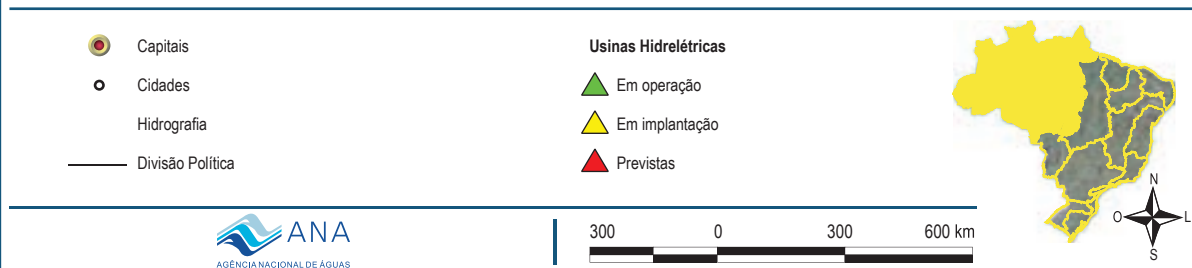 Capitais
Cidades
Hidrografia
Divisão Política
Usinas Hidrelétricas
Em operação
Em implantação
Previstas
N
O
L
S
ANA
AGÊNCIA NACIONAL DE ÁGUAS
300 0 300 600 km